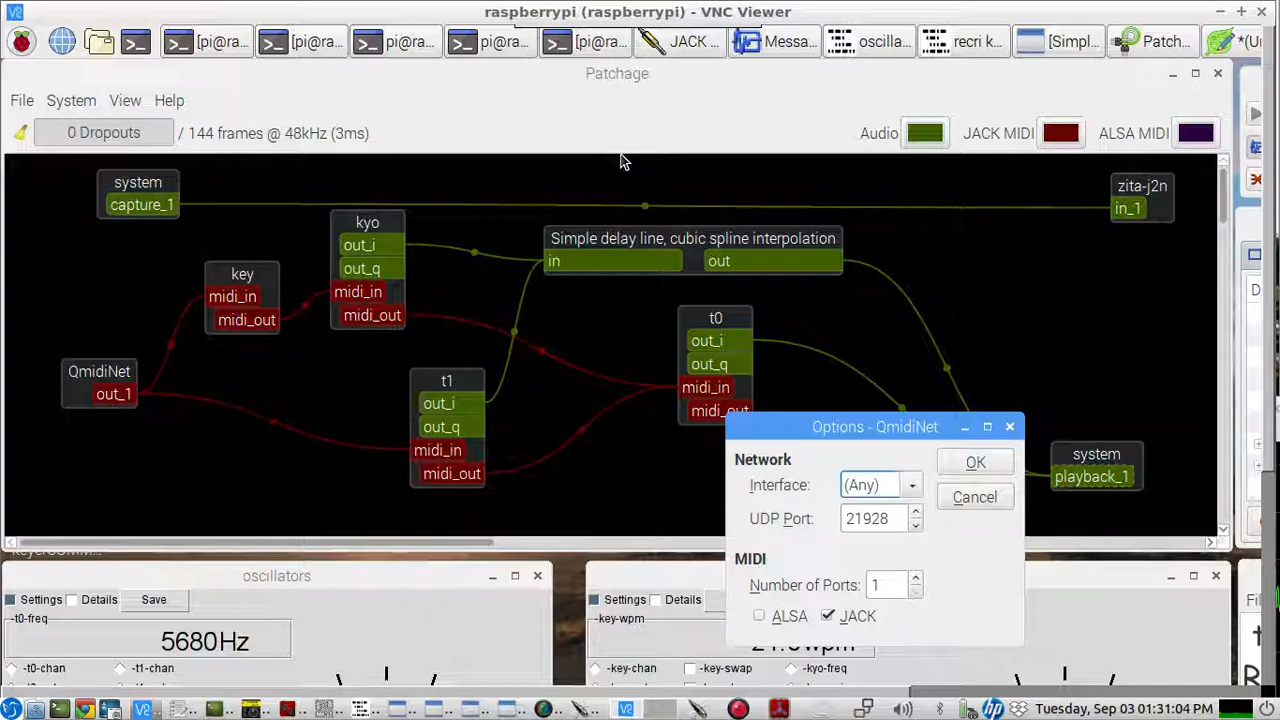 raspberrypi (raspberrypi) - VNC Viewer
[pi@ra... [pi@ra... pi@ra... pi@ra... [pi@ra... JACK ... Messa... oscilla... recri k... [Simpl... Patch...
Patchage
File System View Help
0 Dropouts / 144 frames @ 48kHz (3ms) Audio JACK MIDI ALSA MIDI
system
capture_1
zita-j2n
in_1
kyo
out_i
out_q
midi_in
midi_out
Simple delay line, cubic spline interpolation
in out
key
midi_in
midi_out
t0
out_i
out_q
midi_in
midi_out
QmidiNet
out_1
t1
out_i
out_q
midi_in
midi_out
system
playback_1
Options - QmidiNet
Network
Interface: (Any)
UDP Port: 21928
MIDI
Number of Ports: 1
ALSA JACK
OK
Cancel
oscillators
Settings Details Save
-t0-freq
5680Hz
-t0-chan -t1-chan
Settings Details
-key-wpm
-key-chan -key-swap -kyo-freq
Tuesday, Sep 03 01:31:04 PM